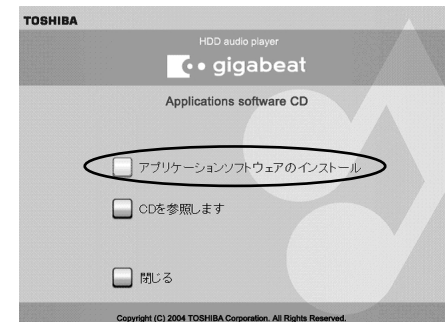 TOSHIBA
HDD audio player
gigabeat
Applications software CD
アプリケーションソフトウェアのインストール
CDを参照します
閉じる
Copyright (C) 2004 TOSHIBA Corporation. All Rights Reserved.